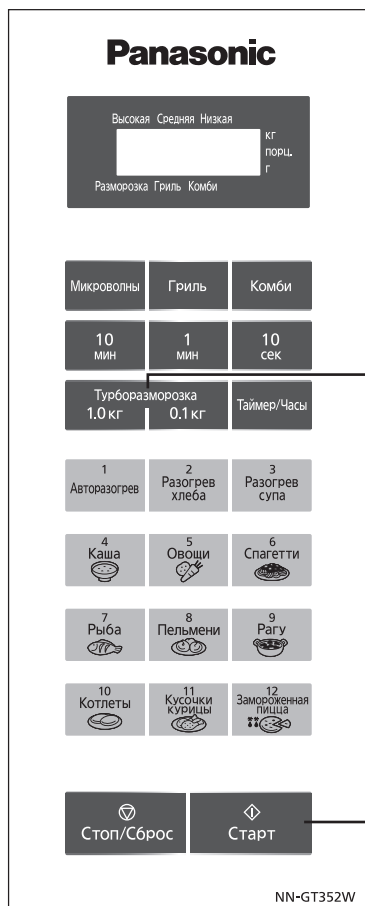 Panasonic
Высокая Средняя Низкая
кг
порц.
г
Разморозка Гриль Комби
Микроволны Гриль Комби
10 мин
1 мин
10 сек
Турборазморозка
1.0 кг 0.1 кг
Таймер/Часы
1
Авторазогрев
2
Разогрев
хлеба
3
Разогрев
супа
4
Каша
5
Овощи
6
Спагетти
7
Рыба
8
Пельмени
9
Рагу
10
Котлеты
11
Кусочки
курицы
12
Замороженная
пицца
Стоп/Сброс
Старт
NN-GT352W